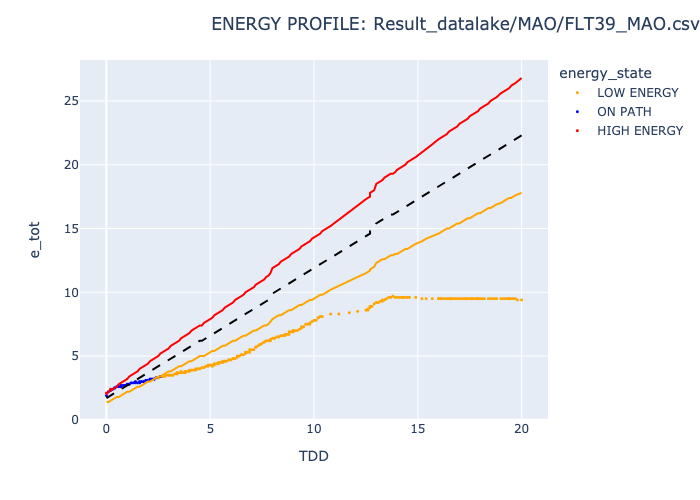 ENERGY PROFILE: Result_datalake/MAO/FLT39_MAO.csv
energy_state
LOW ENERGY
ON PATH
HIGH ENERGY
e_tot
25
20
15
10
5
0
0
5
10
15
20
TDD